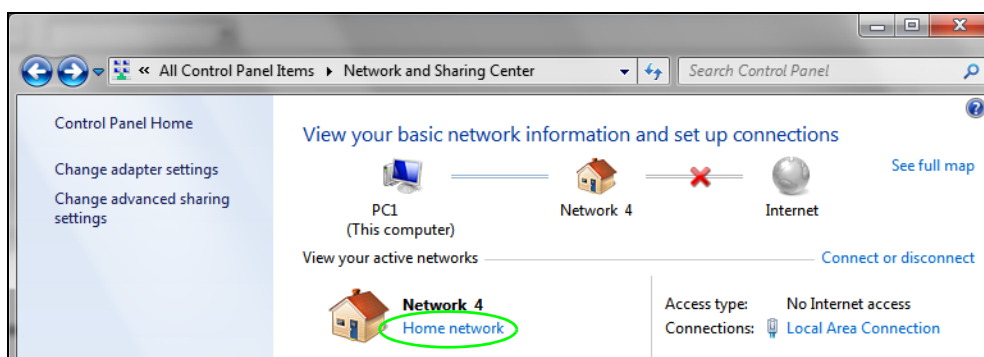 « All Control Panel Items ▸ Network and Sharing Center
Search Control Panel
Control Panel Home
Change adapter settings
Change advanced sharing
settings
View your basic network information and set up connections
See full map
PC1
(This computer)
Network 4
Internet
View your active networks
Connect or disconnect
Network 4
Home network
Access type: No Internet access
Connections: Local Area Connection